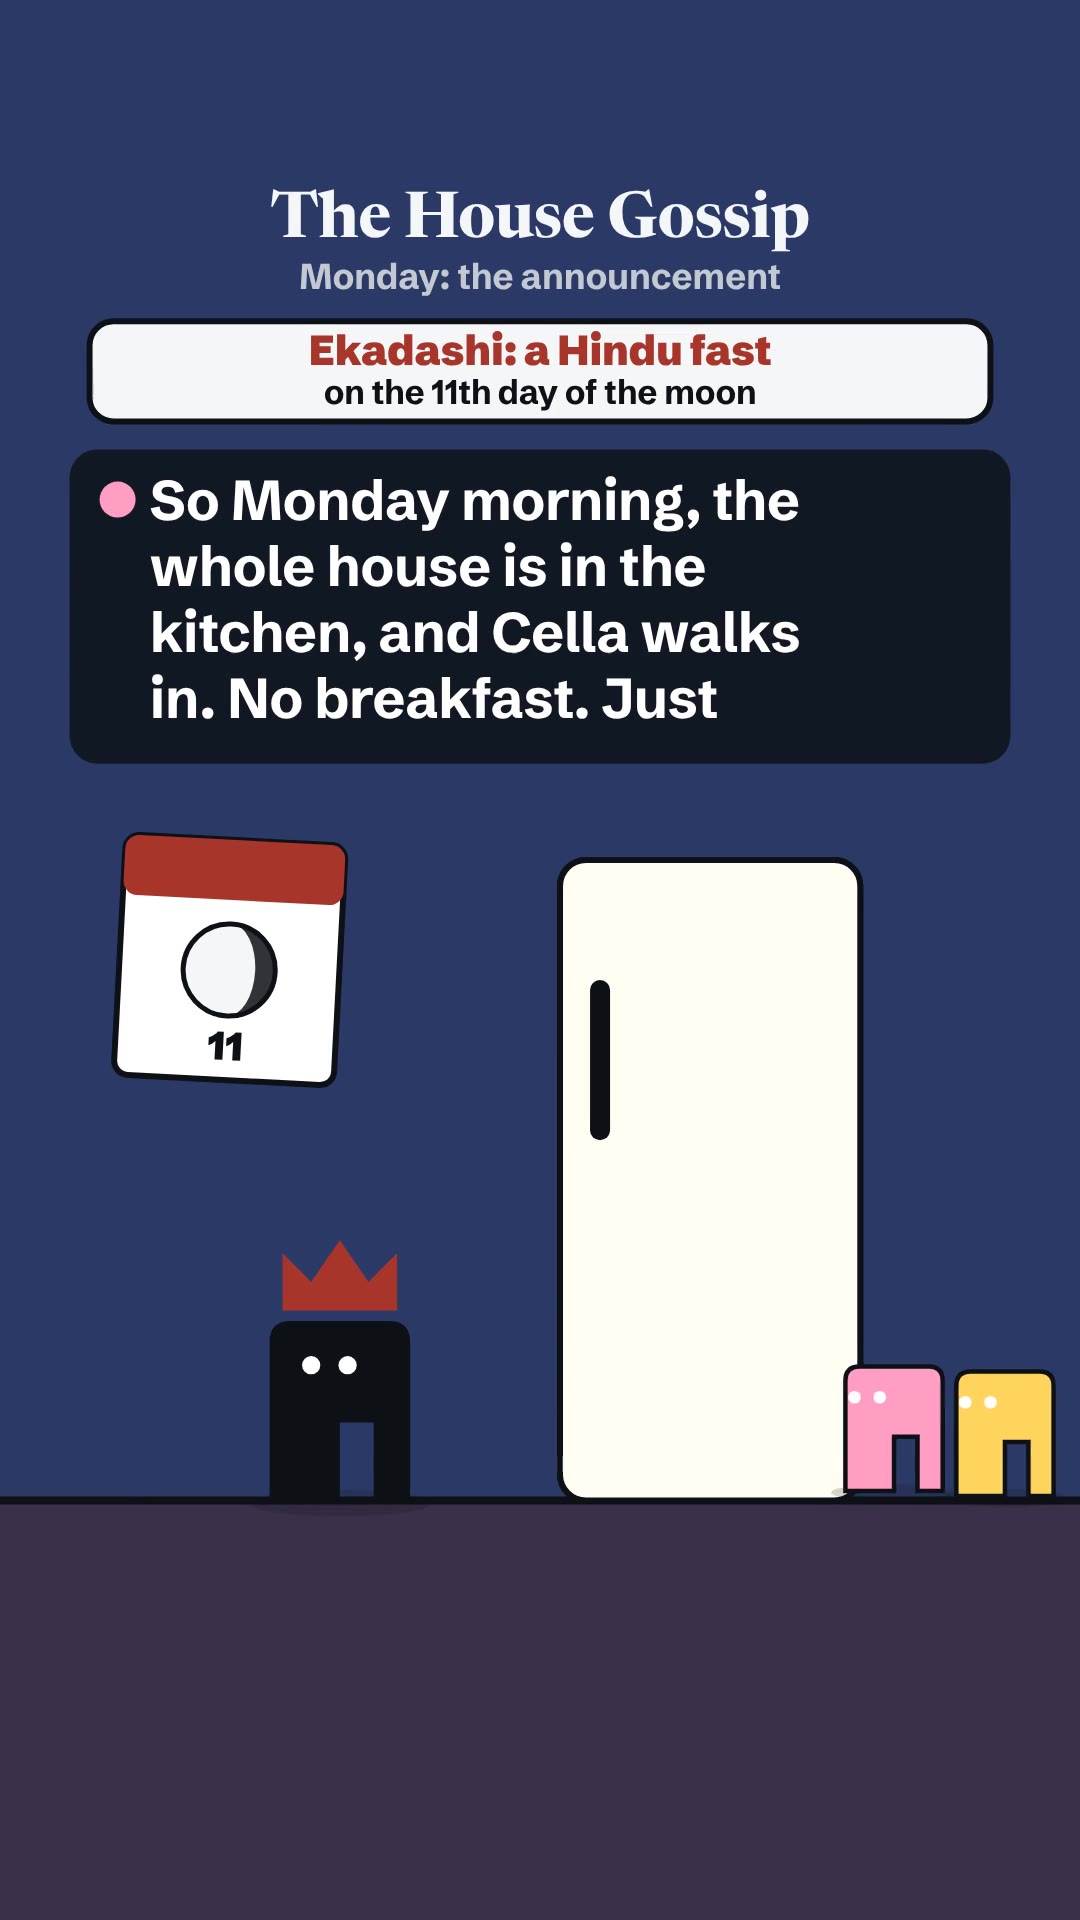 The House Gossip
Monday: the announcement
Ekadashi: a Hindu fast
on the 11th day of the moon
So Monday morning, the
whole house is in the
kitchen, and Cella walks
in. No breakfast. Just
11